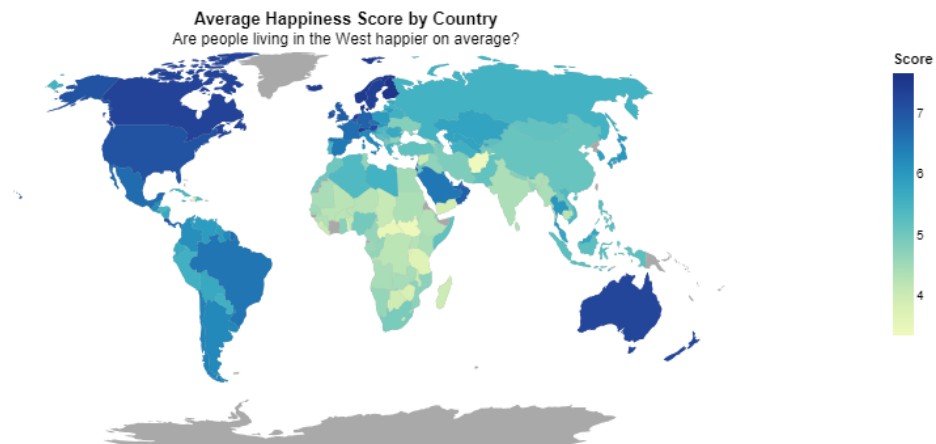 Average Happiness Score by Country
Are people living in the West happier on average?
Score
7
6
5
4